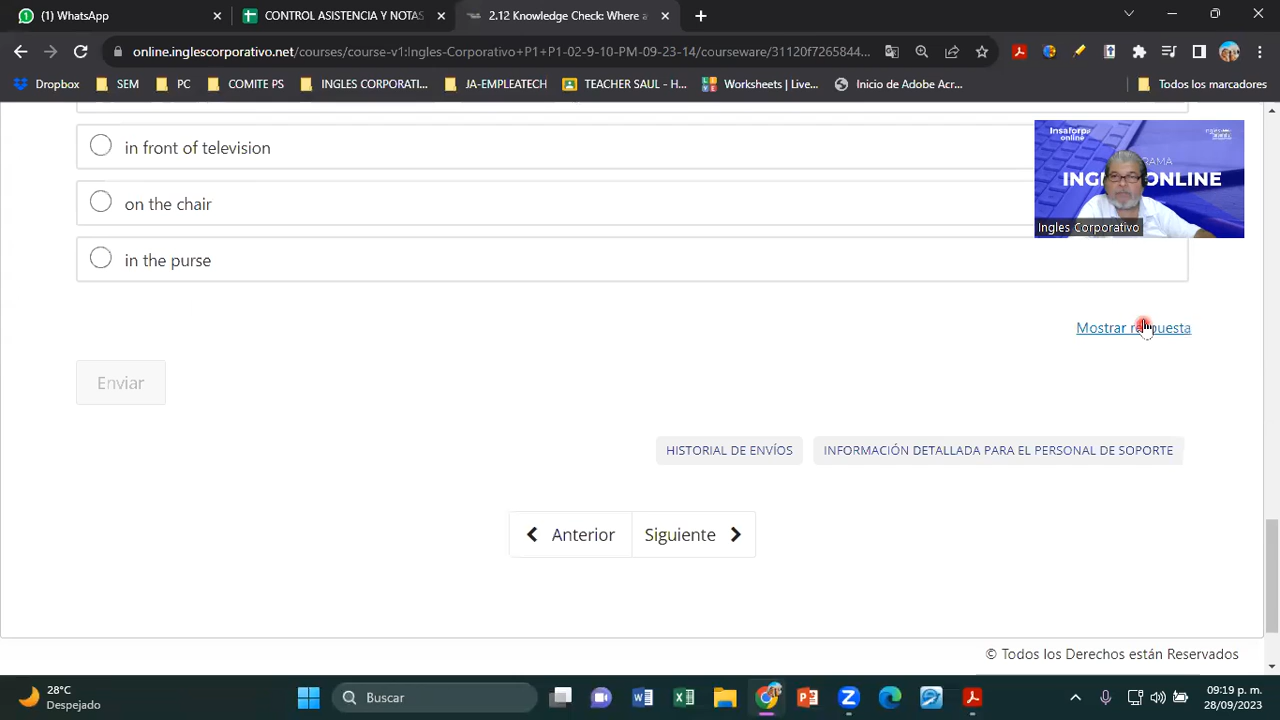 (1) WhatsApp
CONTROL ASISTENCIA Y NOTAS
2.12 Knowledge Check: Where a
online.inglescorporativo.net/courses/course-v1:Ingles-Corporativo+P1+P1-02-9-10-PM-09-23-14/courseware/31120f7265844...
Dropbox
SEM
PC
COMITE PS
INGLES CORPORATI...
JA-EMPLEATECH
TEACHER SAUL - H...
Worksheets | Live...
Inicio de Adobe Acr...
Todos los marcadores
in front of television
on the chair
in the purse
Insaforp
online
INGLES ONLINE
Ingles Corporativo
Mostrar respuesta
Enviar
HISTORIAL DE ENVÍOS
INFORMACIÓN DETALLADA PARA EL PERSONAL DE SOPORTE
Anterior
Siguiente
© Todos los Derechos están Reservados
28°C
Despejado
Buscar
09:19 p. m.
28/09/2023